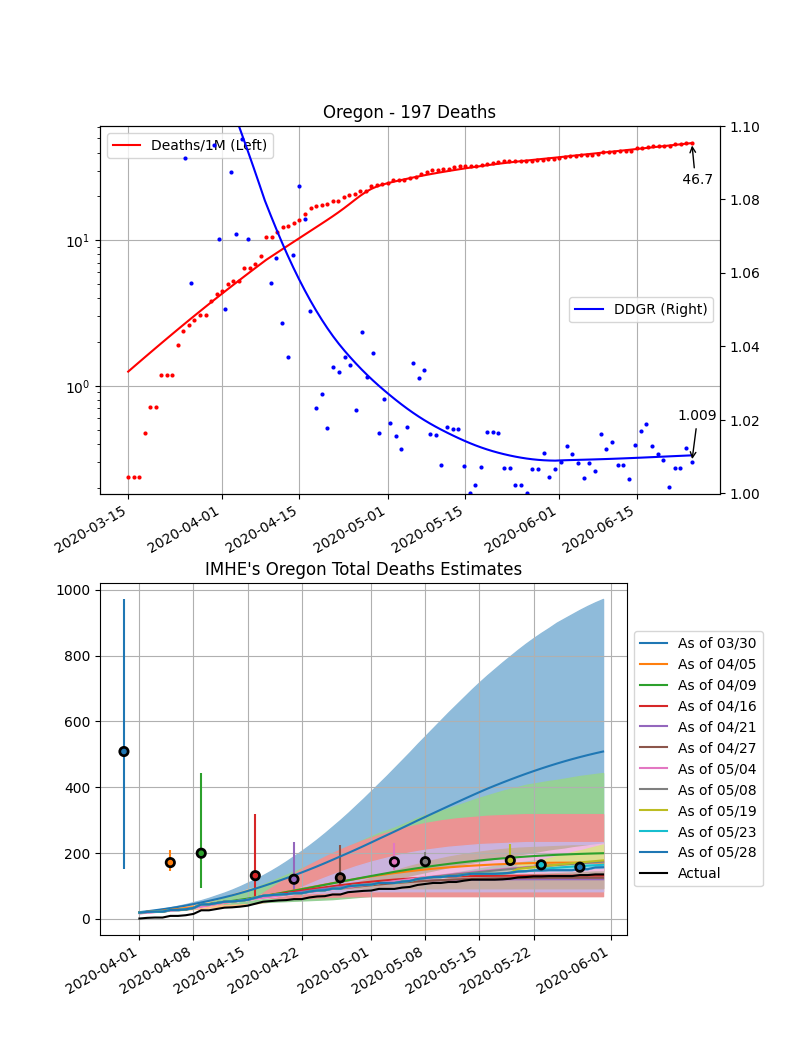 Oregon - 197 Deaths
Deaths/1M (Left)
DDGR (Right)
46.7
1.009
10¹
10⁰
1.10
1.08
1.06
1.04
1.02
1.00
2020-03-15
2020-04-01
2020-04-15
2020-05-01
2020-05-15
2020-06-01
2020-06-15
IMHE's Oregon Total Deaths Estimates
1000
800
600
400
200
0
2020-04-01
2020-04-08
2020-04-15
2020-04-22
2020-05-01
2020-05-08
2020-05-15
2020-05-22
2020-06-01
As of 03/30
As of 04/05
As of 04/09
As of 04/16
As of 04/21
As of 04/27
As of 05/04
As of 05/08
As of 05/19
As of 05/23
As of 05/28
Actual